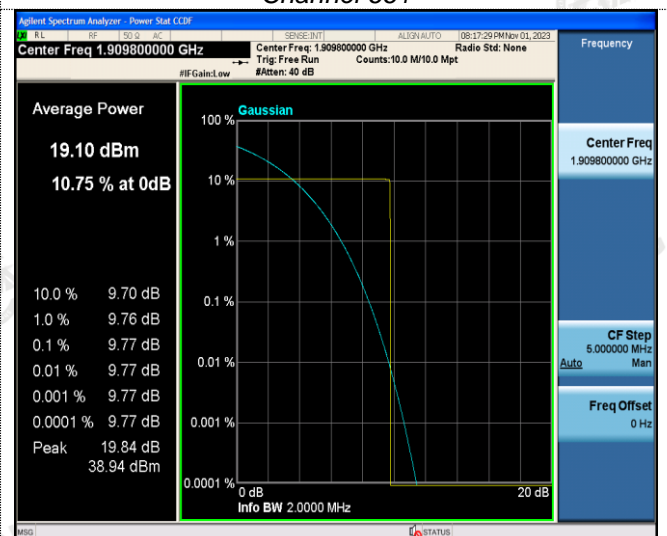 Agilent Spectrum Analyzer - Power Stat CCDF
RL RF 50 Ω AC SENSE:INT ALIGN AUTO 08:17:29 PM Nov 01, 2023
Center Freq 1.909800000 GHz
Center Freq: 1.909800000 GHz Radio Std: None
Trig: Free Run Counts:10.0 M/10.0 Mpt
#IFGain:Low #Atten: 40 dB
Frequency
Average Power
19.10 dBm
10.75 % at 0dB
10.0 % 9.70 dB
1.0 % 9.76 dB
0.1 % 9.77 dB
0.01 % 9.77 dB
0.001 % 9.77 dB
0.0001 % 9.77 dB
Peak 19.84 dB
38.94 dBm
Gaussian
100 %
10 %
1 %
0.1 %
0.01 %
0.001 %
0.0001 %
0 dB 20 dB
Info BW 2.0000 MHz
Center Freq
1.909800000 GHz
CF Step
5.000000 MHz
Auto Man
Freq Offset
0 Hz
MSG STATUS